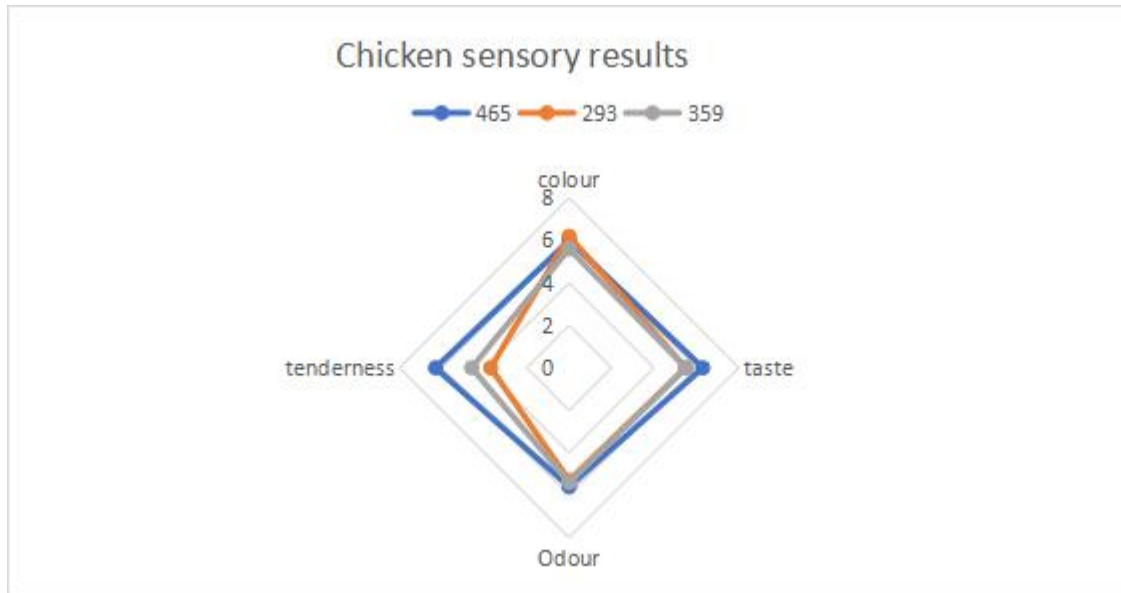 Chicken sensory results
465 293 359
colour
8
6
4
2
0
tenderness
taste
Odour